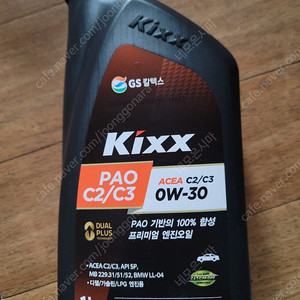 Kixx
GS 칼텍스
Kixx
PAO
C2/C3
ACEA C2/C3
0W-30
DUAL
PLUS
TECHNOLOGY
PAO 기반의 100% 합성
프리미엄 엔진오일
• ACEA C2/C3, API SP,
MB 229.31/51/52, BMW LL-04
• 디젤/가솔린/LPG 엔진용